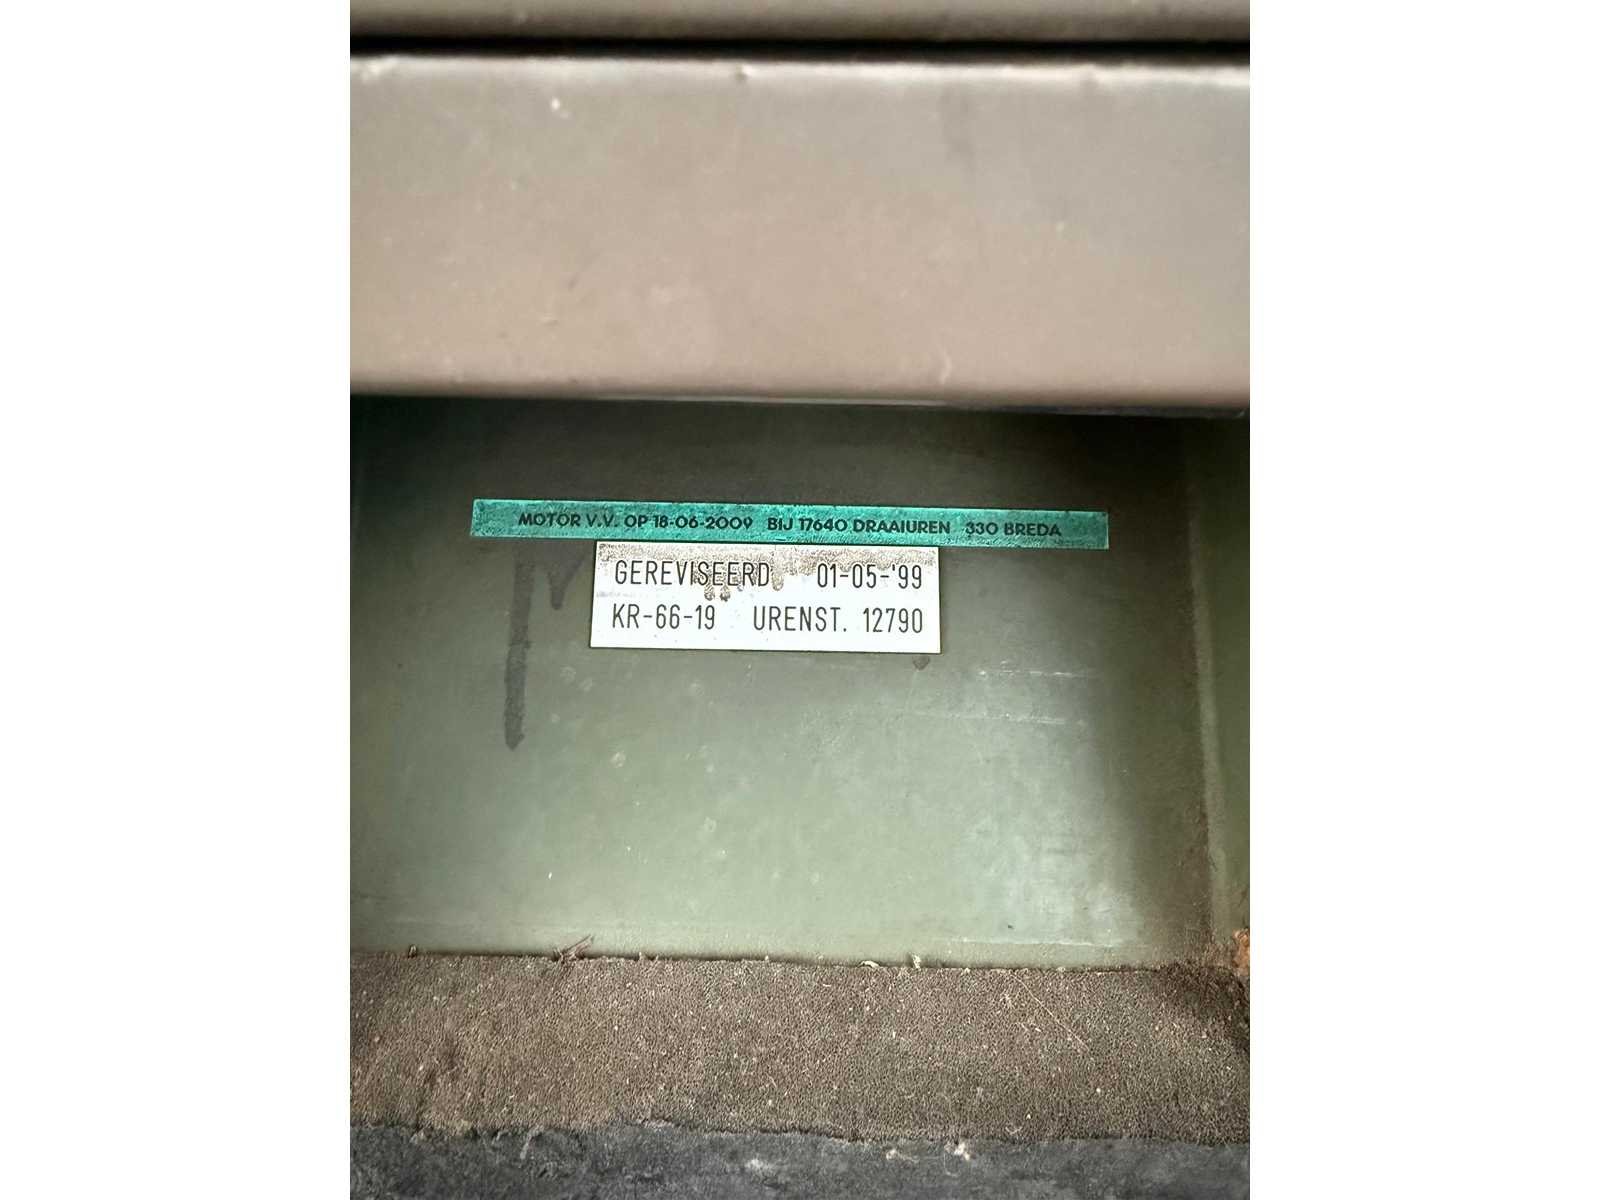 MOTOR V.V. OP 18-06-2009 BIJ 17640 DRAAIUREN 330 BREDA
GEREVISEERD 01-05-'99
KR-66-19 URENST. 12790